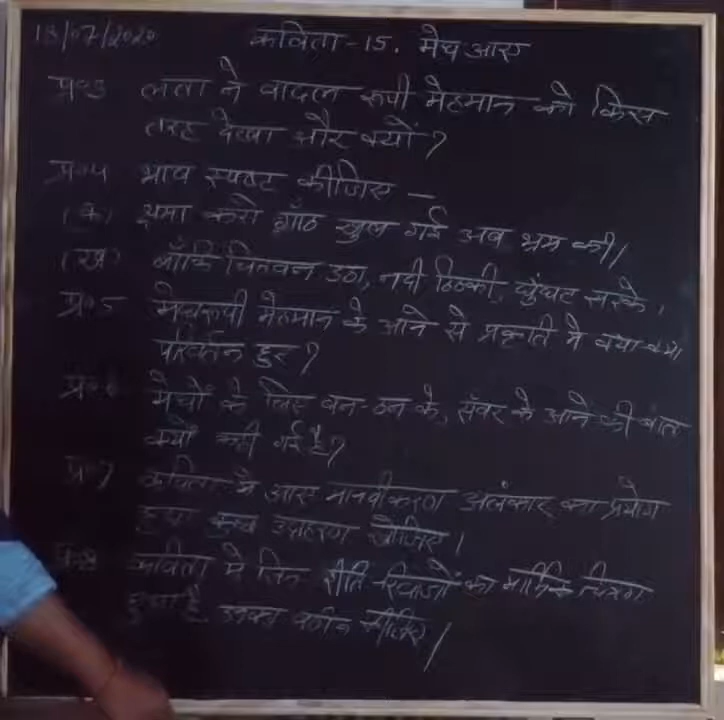 18/07/2020 कविता-15. मेघ आए
प्र०3 लता ने बादल रूपी मेहमान को किस
तरह देखा और क्यों?
प्र०4 भाव स्पष्ट कीजिए —
(क) क्षमा करो गाँठ खुल गई अब भ्रम की।
(ख) बाँकि चितवन उठा, नदी ठिठकी, घुंघट सरके।
प्र०5 मेघरूपी मेहमान के आने से प्रकृति में क्या-क्या
परिवर्तन हुए?
प्र०6 मेघों के लिए बन-ठन के, सँवर के आने की बात
क्यों कही गई है?
प्र०7 कविता में आए मानवीकरण अलंकार का प्रयोग
हुआ कुछ उदाहरण खोजिए।
प्र०8 कविता में जिन रीति-रिवाजों का मार्मिक चित्रण
हुआ है उनका वर्णन कीजिए।